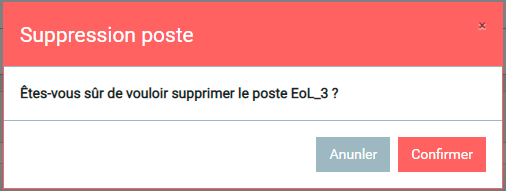 Suppression poste
×
Êtes-vous sûr de vouloir supprimer le poste EoL_3 ?
Anunler Confirmer